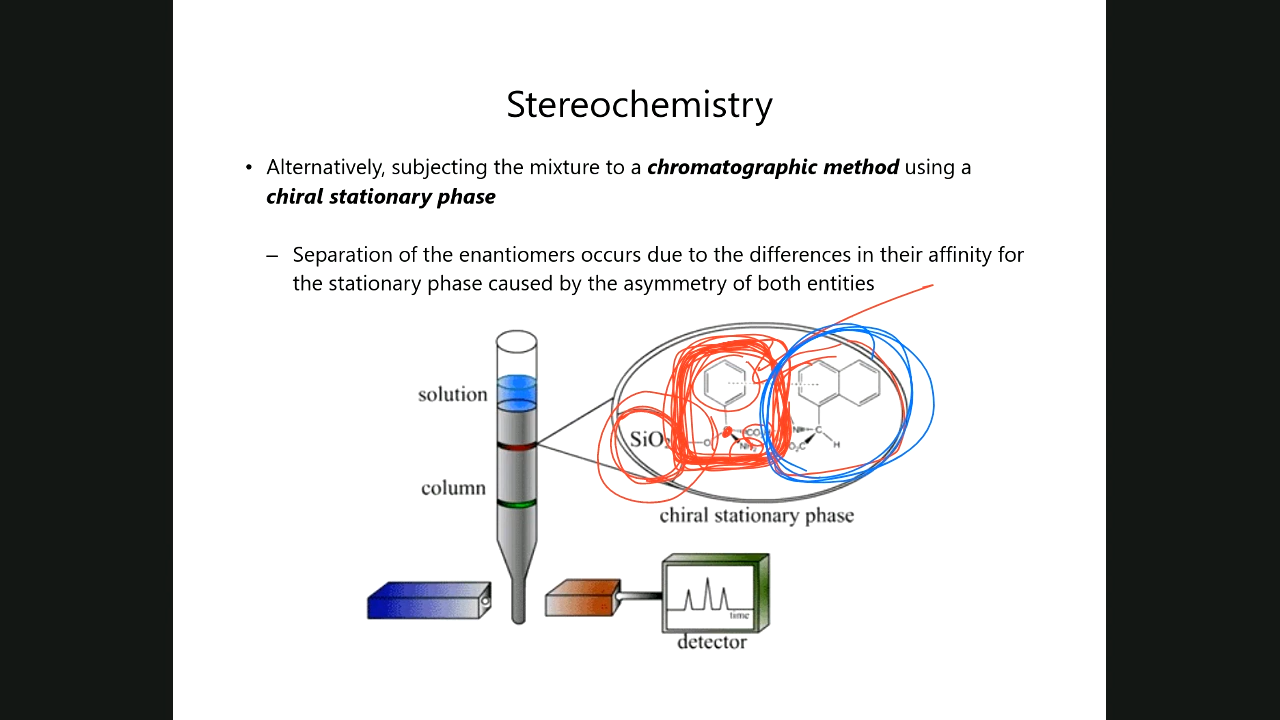 Stereochemistry
• Alternatively, subjecting the mixture to a chromatographic method using a
chiral stationary phase
– Separation of the enantiomers occurs due to the differences in their affinity for
the stationary phase caused by the asymmetry of both entities
solution
SiO₂
C
H
column
chiral stationary phase
time
detector